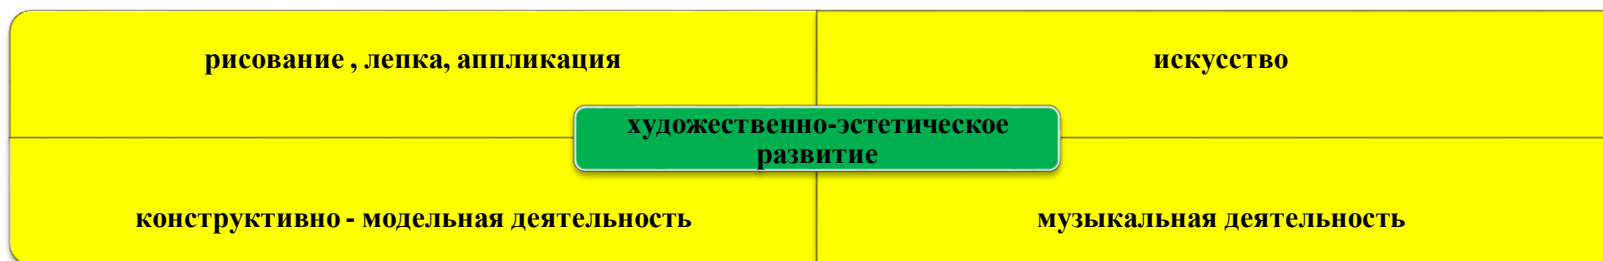 рисование , лепка, аппликация
искусство
художественно-эстетическое
развитие
конструктивно - модельная деятельность
музыкальная деятельность